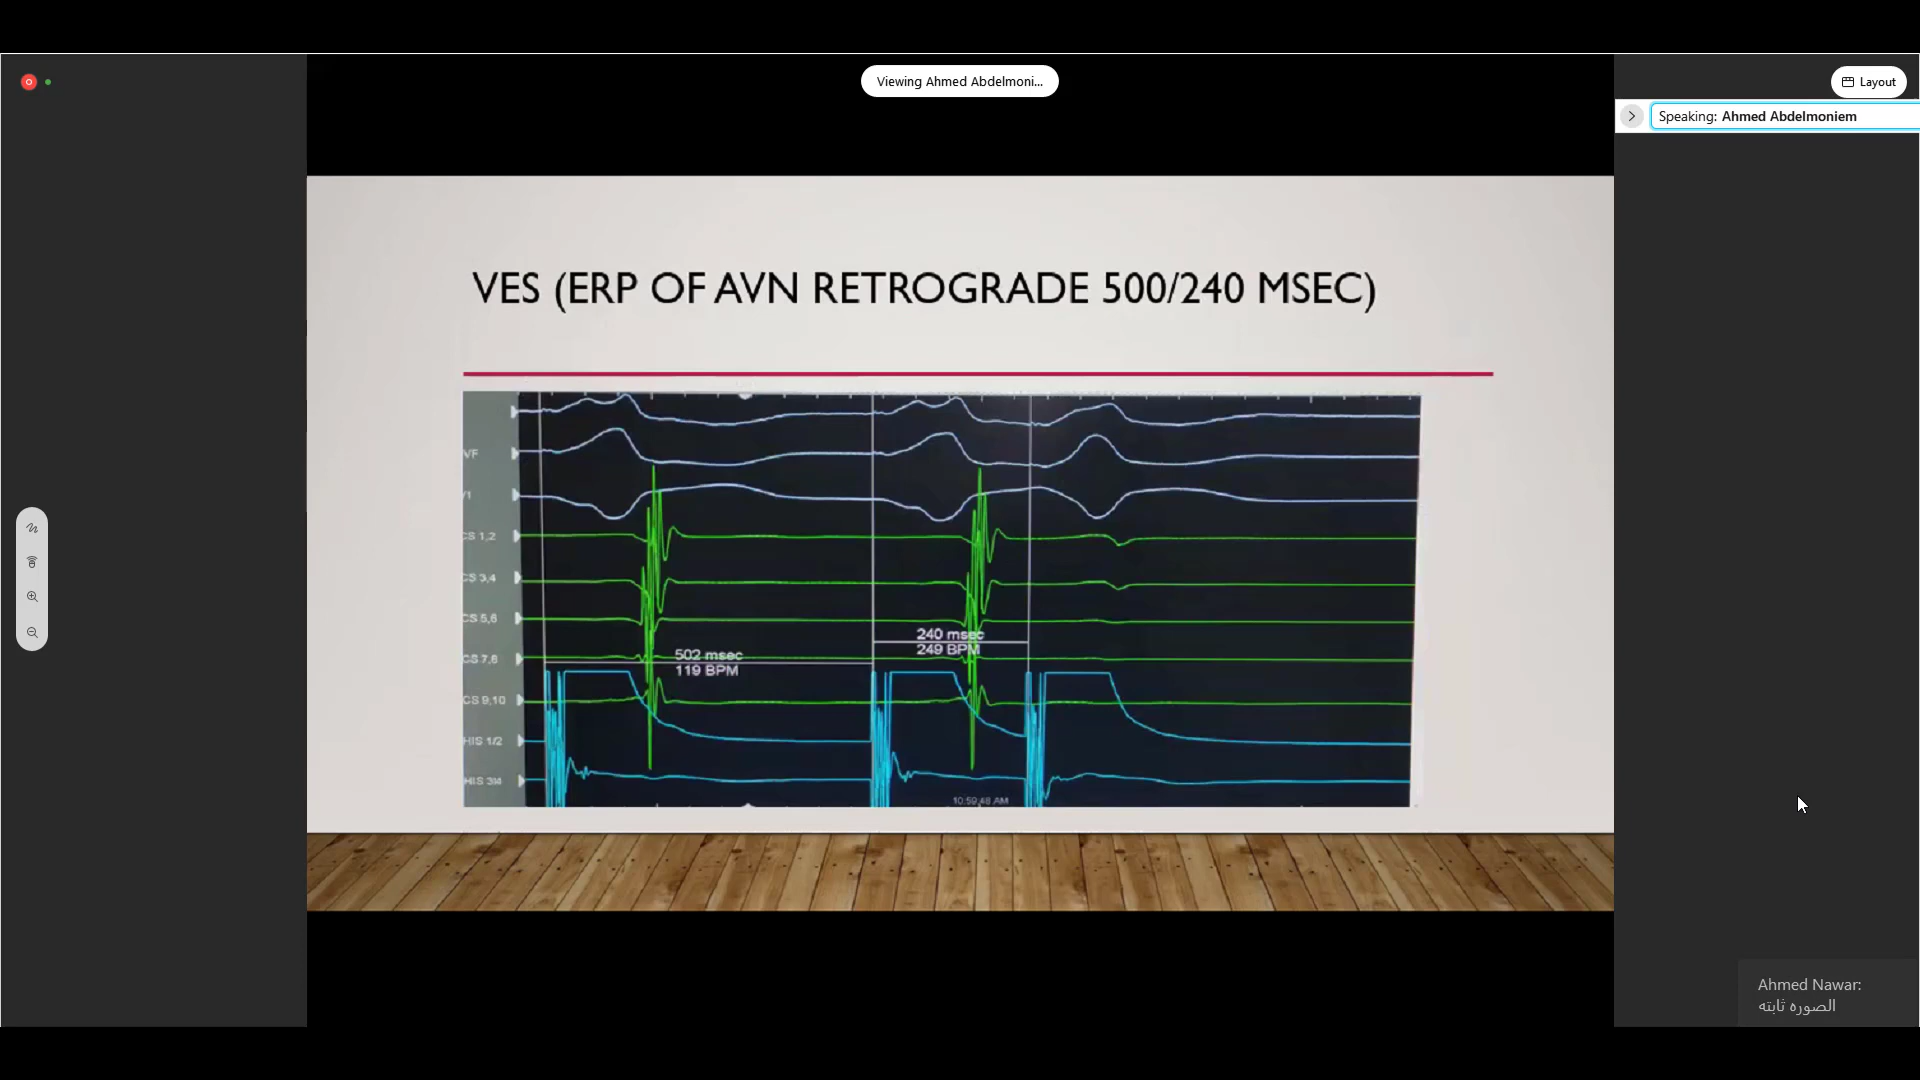 Viewing Ahmed Abdelmoni...
Layout
Speaking: Ahmed Abdelmoniem
VES (ERP OF AVN RETROGRADE 500/240 MSEC)
VF
V1
CS 1,2
CS 3,4
CS 5,6
240 msec
249 BPM
CS 7,8
502 msec
119 BPM
CS 9,10
HIS 1/2
HIS 3/4
10:59:48 AM
Ahmed Nawar:
الصوره ثابته